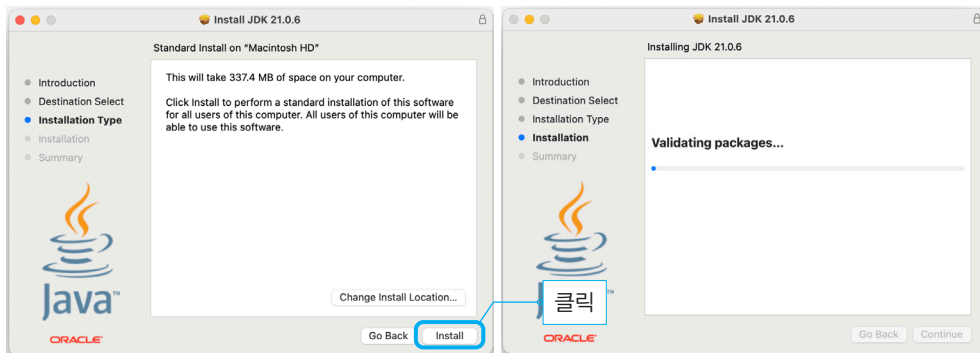 Install JDK 21.0.6
Standard Install on “Macintosh HD”
Introduction
Destination Select
Installation Type
Installation
Summary
This will take 337.4 MB of space on your computer.
Click Install to perform a standard installation of this software
for all users of this computer. All users of this computer will be
able to use this software.
Java™
ORACLE
Change Install Location...
Go Back
Install
클릭
Install JDK 21.0.6
Installing JDK 21.0.6
Introduction
Destination Select
Installation Type
Installation
Summary
Validating packages...
ORACLE
Go Back
Continue